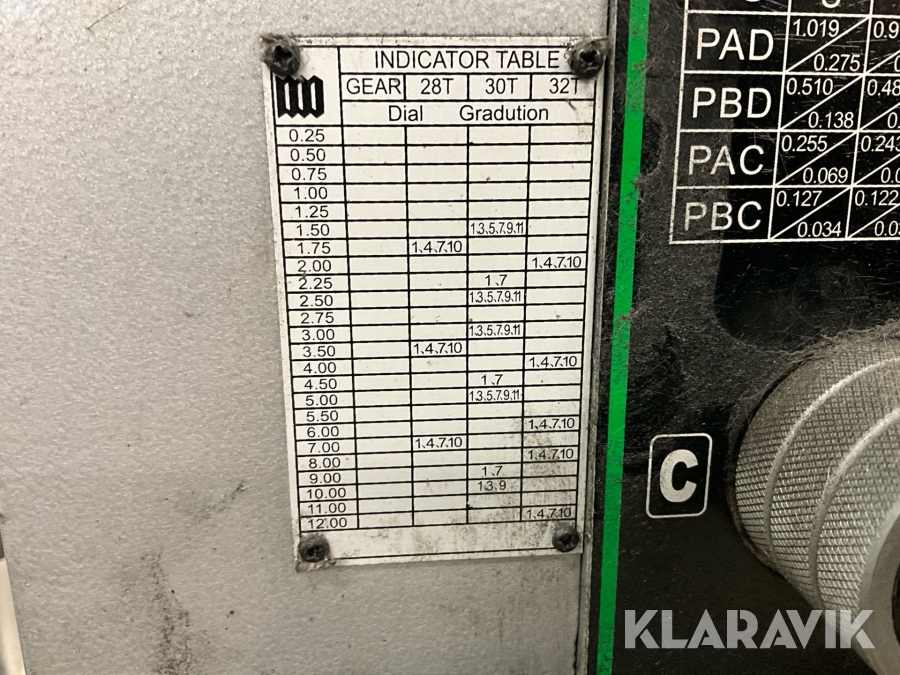 INDICATOR TABLE
GEAR 28T 30T 32T
Dial Gradution
0.25
0.50
0.75
1.00
1.25
1.50 1.3.5.7.9.11
1.75 1.4.7.10
2.00 1.4.7.10
2.25 1.7
2.50 1.3.5.7.9.11
2.75
3.00 1.3.5.7.9.11
3.50 1.4.7.10
4.00 1.4.7.10
4.50 1.7
5.00 1.3.5.7.9.11
5.50
6.00 1.4.7.10
7.00 1.4.7.10
8.00 1.4.7.10
9.00 1.7
10.00 1.3.9
11.00
12.00 1.4.7.10
PAD 1.019 0.275
PBD 0.510 0.138
PAC 0.255 0.069 0.243
PBC 0.127 0.034 0.122
C
KLARAVIK